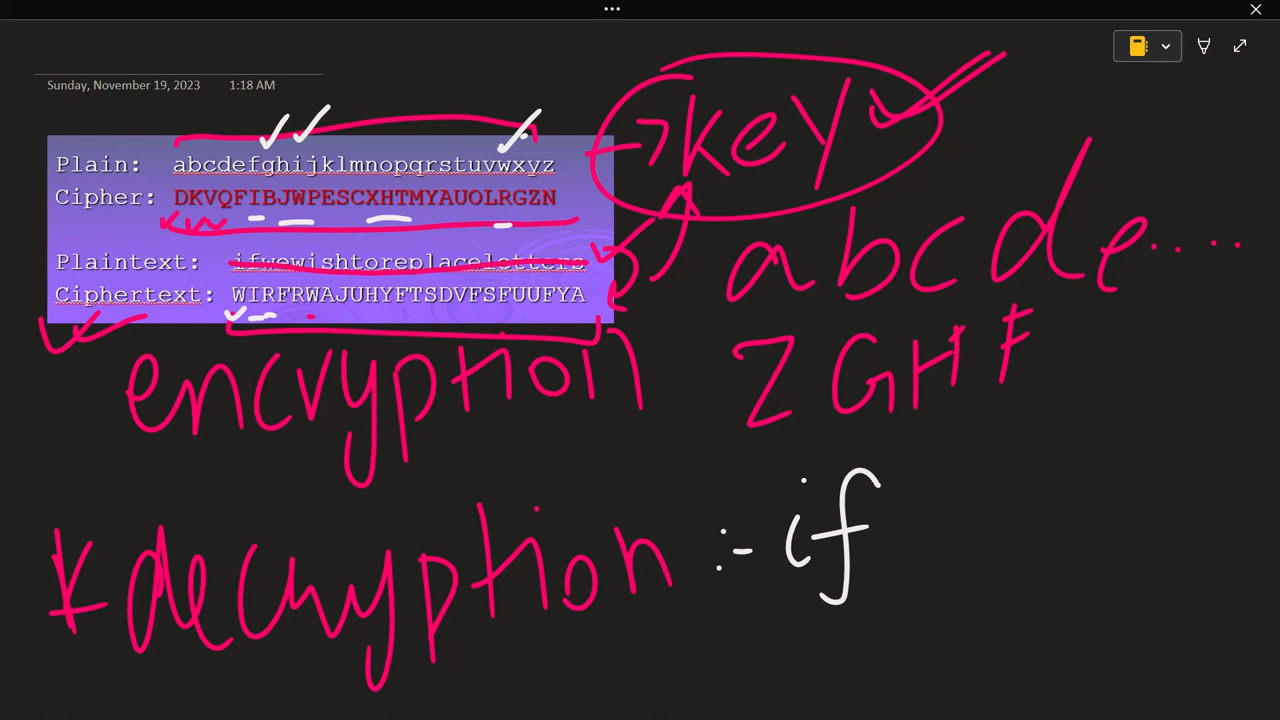 Sunday, November 19, 2023 1:18 AM
Plain: abcdefghijklmnopqrstuvwxyz
Cipher: DKVQFIBJWPESCXHTMYAUOLRGZN
Plaintext: ifwewishtoreplaceletters
Ciphertext: WIRFRWAJUHYFTSDVFSFUUFYA
key
abcde....
ZGHF
encryption
decryption :- if